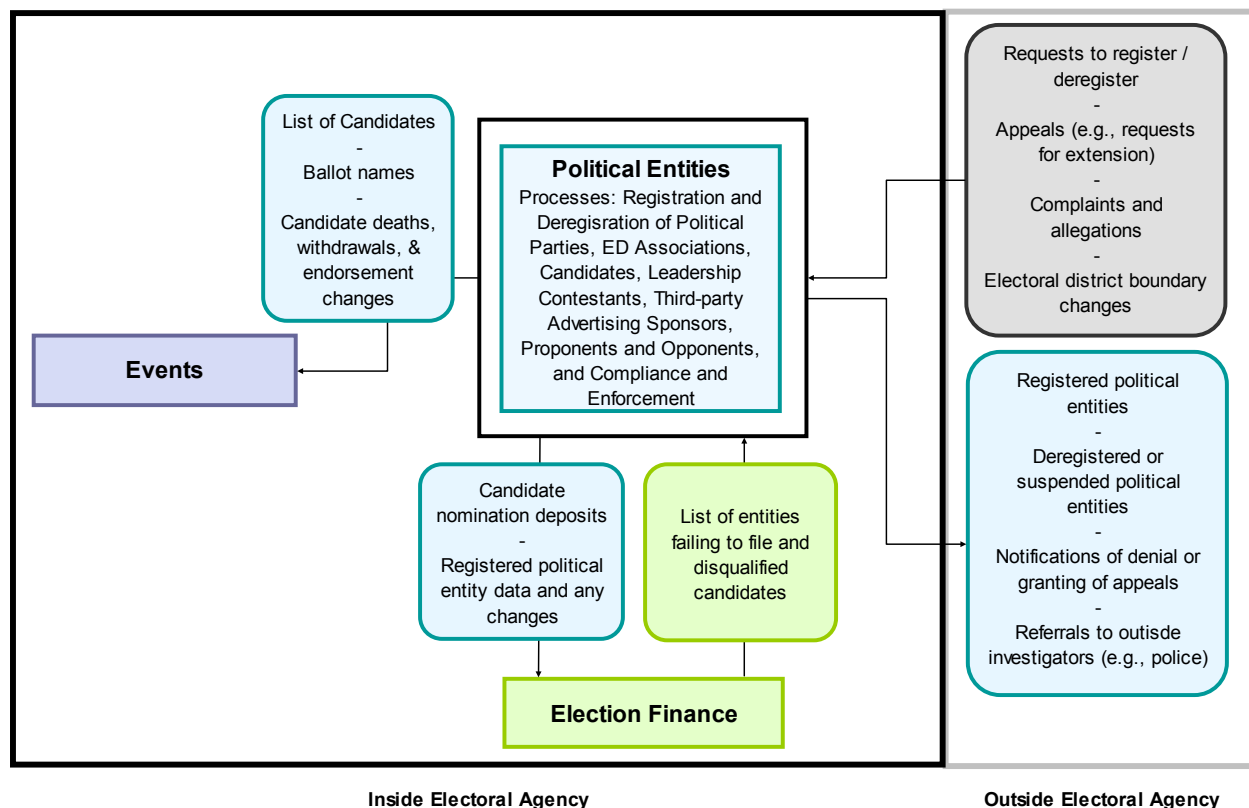 List of Candidates
-
Ballot names
-
Candidate deaths,
withdrawals, &
endorsement
changes
Events
Political Entities
Processes: Registration and
Deregisration of Political
Parties, ED Associations,
Candidates, Leadership
Contestants, Third-party
Advertising Sponsors,
Proponents and Opponents,
and Compliance and
Enforcement
Candidate
nomination deposits
-
Registered political
entity data and any
changes
List of entities
failing to file and
disqualified
candidates
Election Finance
Requests to register /
deregister
-
Appeals (e.g., requests
for extension)
-
Complaints and
allegations
-
Electoral district boundary
changes
Registered political
entities
-
Deregistered or
suspended political
entities
-
Notifications of denial or
granting of appeals
-
Referrals to outisde
investigators (e.g., police)
Inside Electoral Agency
Outside Electoral Agency